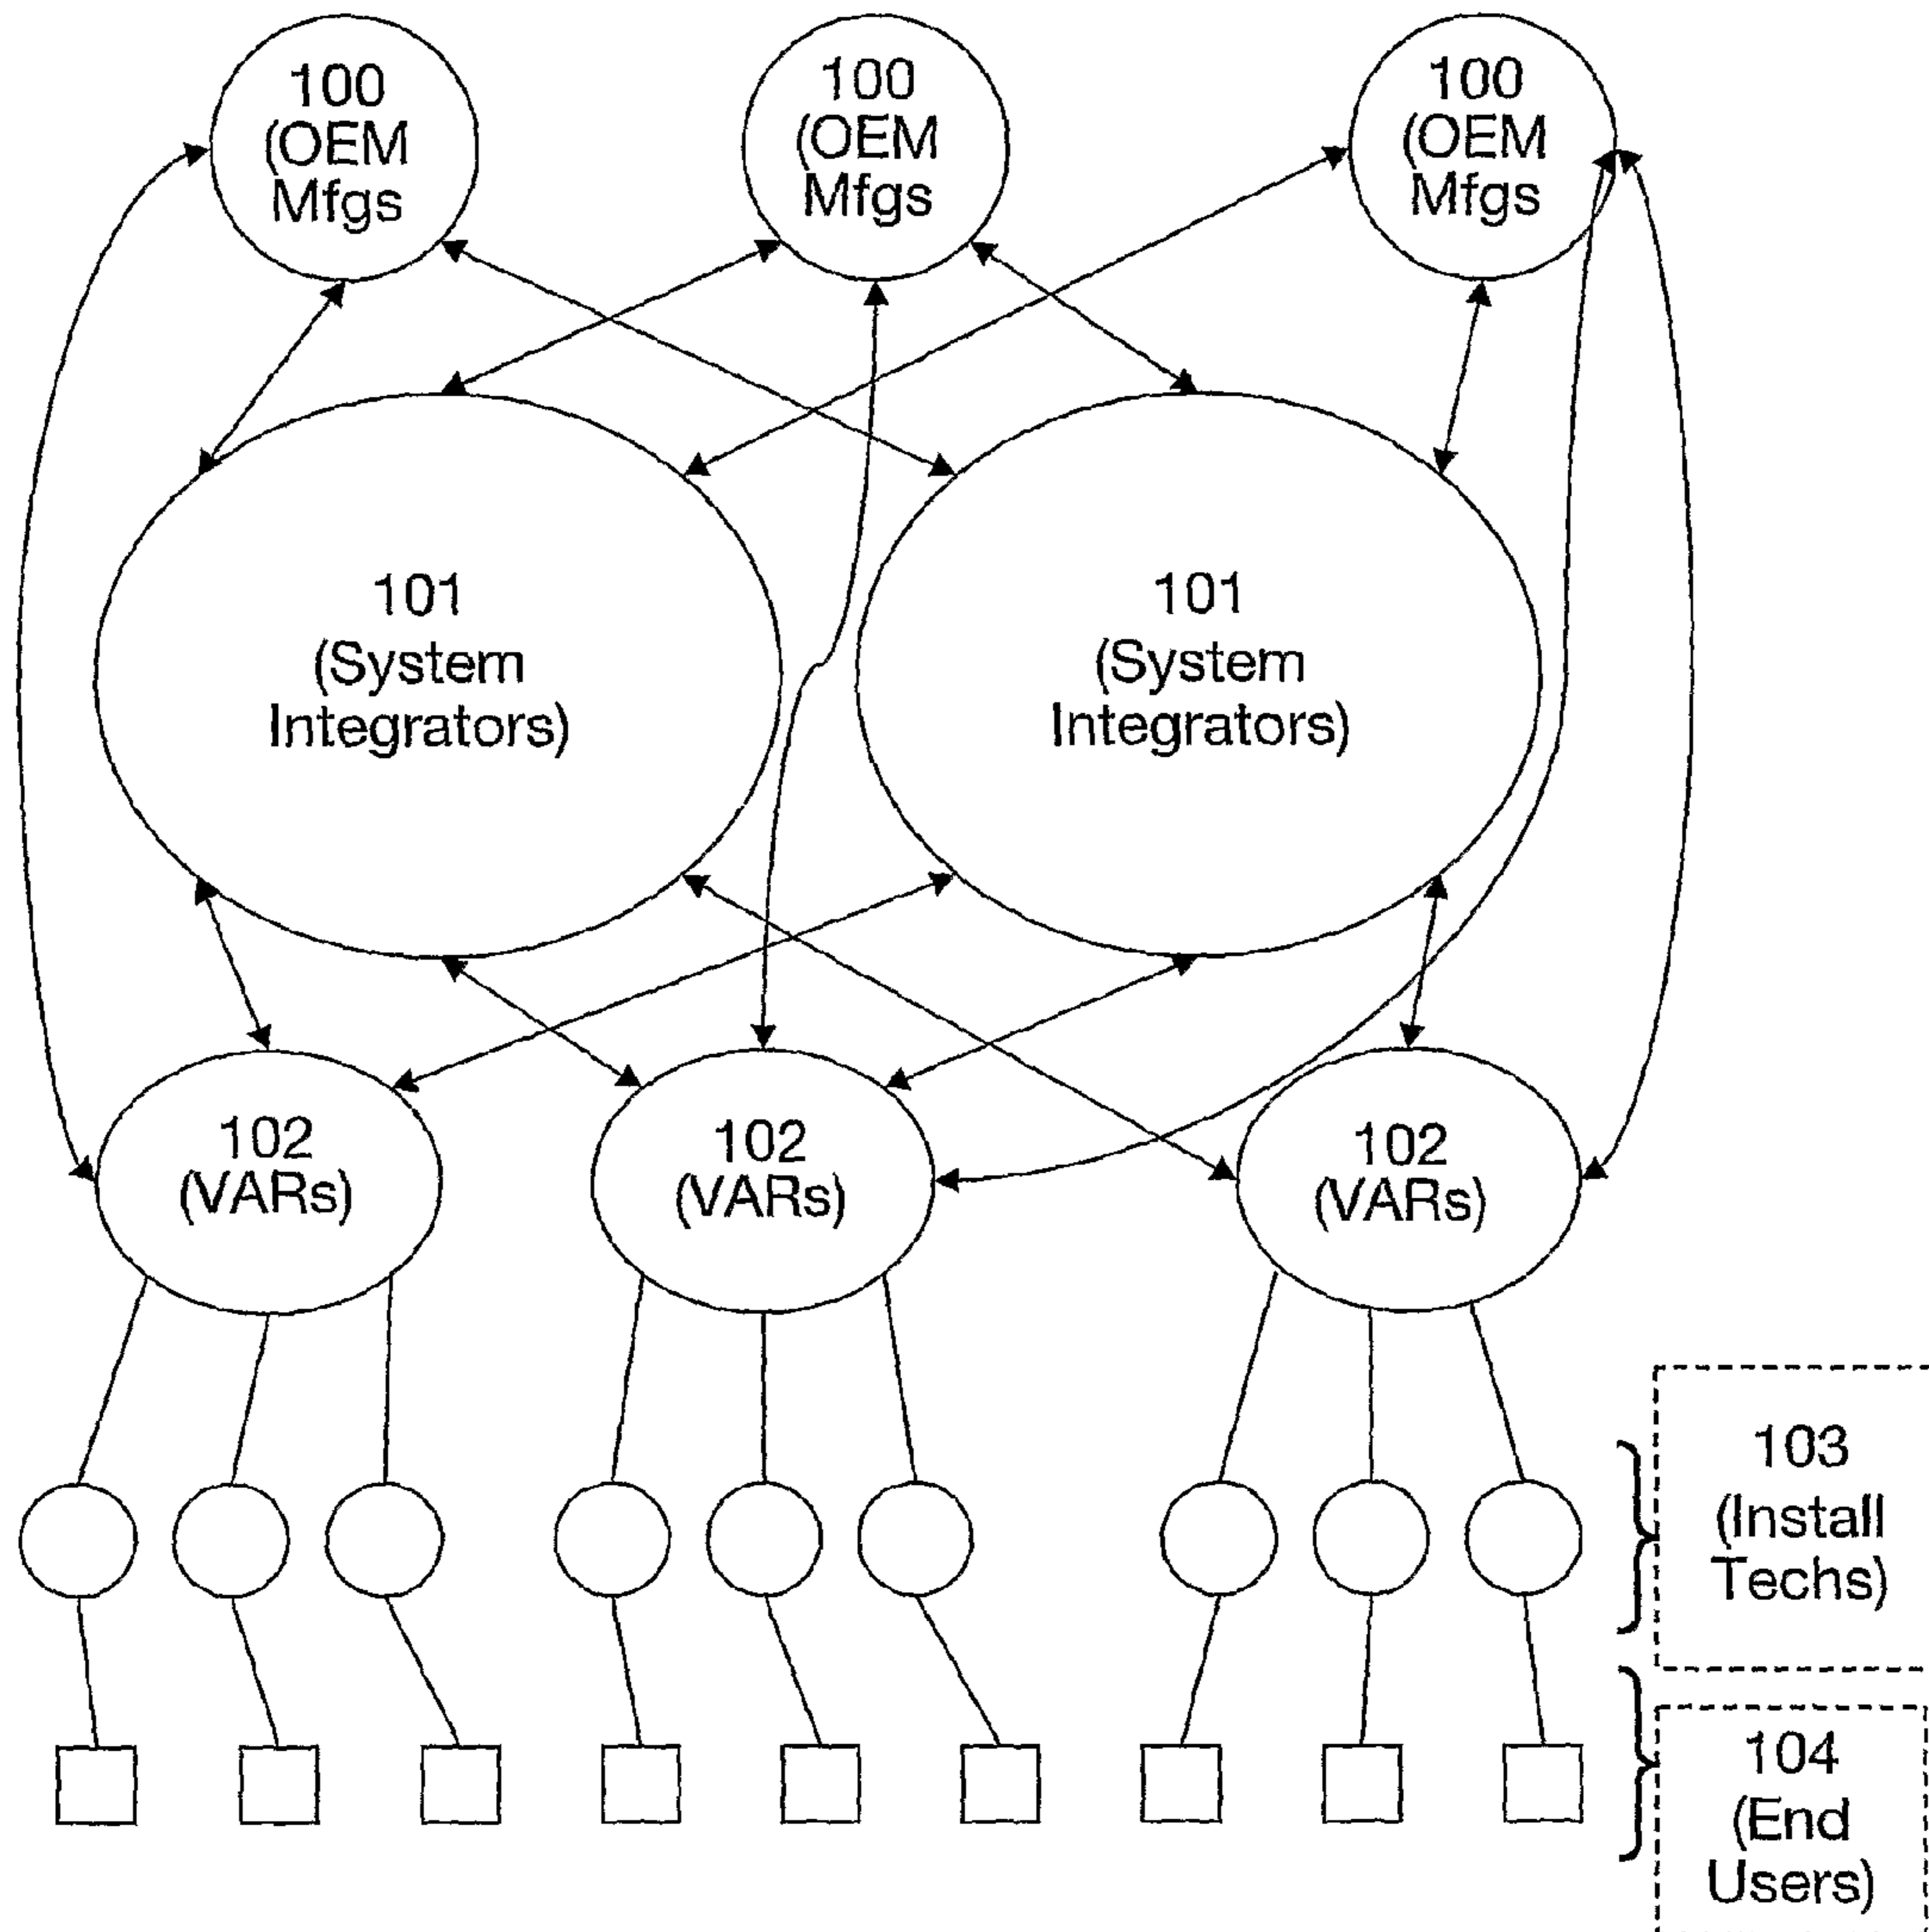 100
(OEM
Mfgs
100
(OEM
Mfgs
100
(OEM
Mfgs
101
(System
Integrators)
101
(System
Integrators)
102
(VARs)
102
(VARs)
102
(VARs)
103
(Install
Techs)
104
(End
Users)